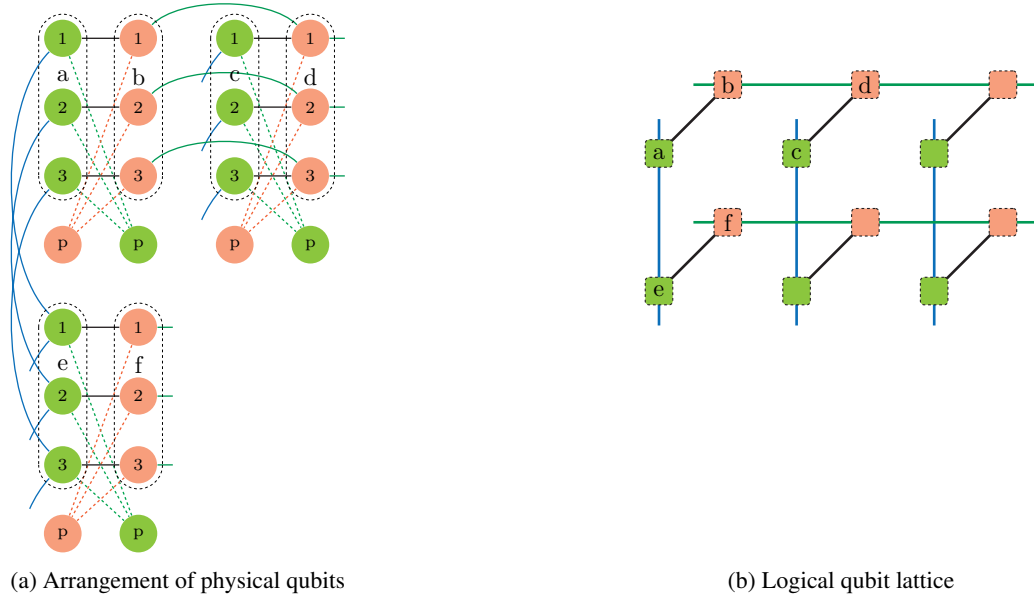 1 1 1 1
a b c d
2 2 2 2
3 3 3 3
p p p p
1 1
e f
2 2
3 3
p p
(a) Arrangement of physical qubits
b d
a c
f
e
(b) Logical qubit lattice